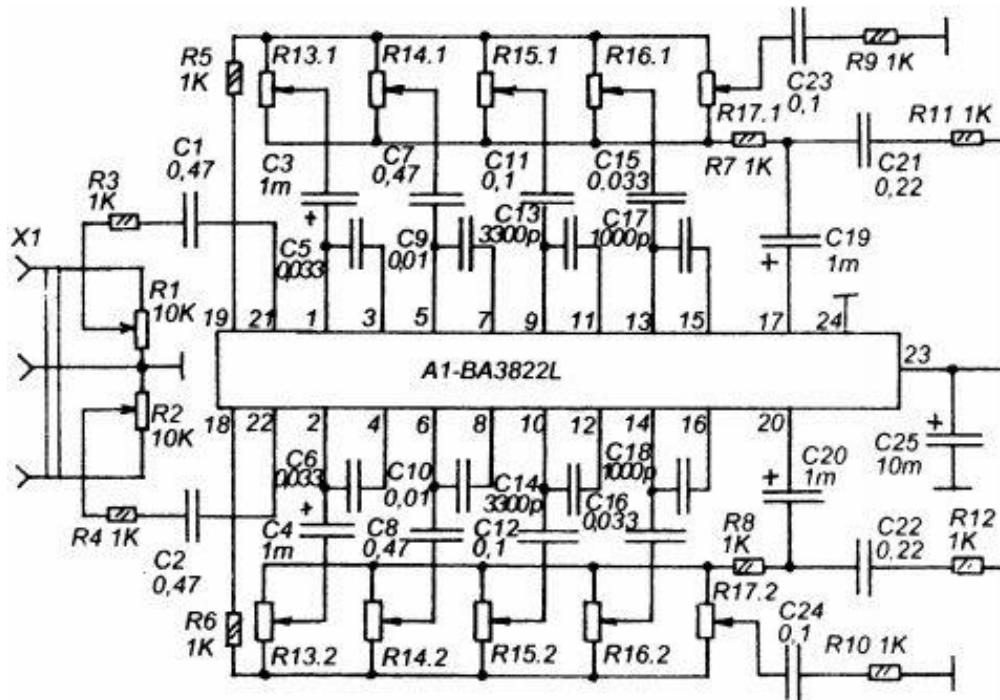 R5
1K
R13.1
R14.1
R15.1
R16.1
R17.1
C23
0,1
R9 1K
R11 1K
R7 1K
C21
0,22
C1
0,47
R3
1K
C3
1m
C7
0,47
C11
0,1
C15
0,033
C5
0,033
C9
0,01
C13
3300p
C17
1000p
C19
1m
X1
R1
10K
R2
10K
19
21
1
3
5
7
9
11
13
15
17
24
A1-BA3822L
23
18
22
2
4
6
8
10
12
14
16
20
C6
0,033
C10
0,01
C14
3300p
C18
1000p
C20
1m
C25
10m
R4 1K
C2
0,47
C4
1m
C8
0,47
C12
0,1
C16
0,033
R8
1K
C22
0,22
R12
1K
R6
1K
R13.2
R14.2
R15.2
R16.2
R17.2
C24
0,1
R10 1K